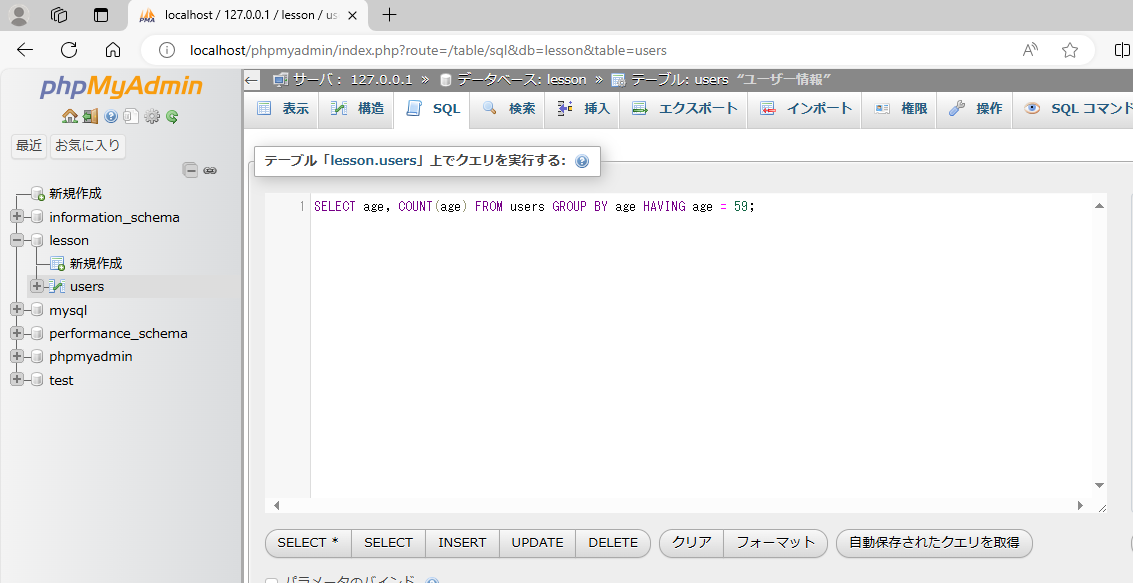 localhost / 127.0.0.1 / lesson / us
localhost/phpmyadmin/index.php?route=/table/sql&db=lesson&table=users
phpMyAdmin
最近 お気に入り
新規作成
information_schema
lesson
新規作成
users
mysql
performance_schema
phpmyadmin
test
サーバ： 127.0.0.1 » データベース: lesson » テーブル: users “ユーザー情報”
表示 構造 SQL 検索 挿入 エクスポート インポート 権限 操作 SQL コマンド
テーブル「lesson.users」上でクエリを実行する:
1 SELECT age, COUNT(age) FROM users GROUP BY age HAVING age = 59;
SELECT * SELECT INSERT UPDATE DELETE クリア フォーマット 自動保存されたクエリを取得
パラメータのバインド